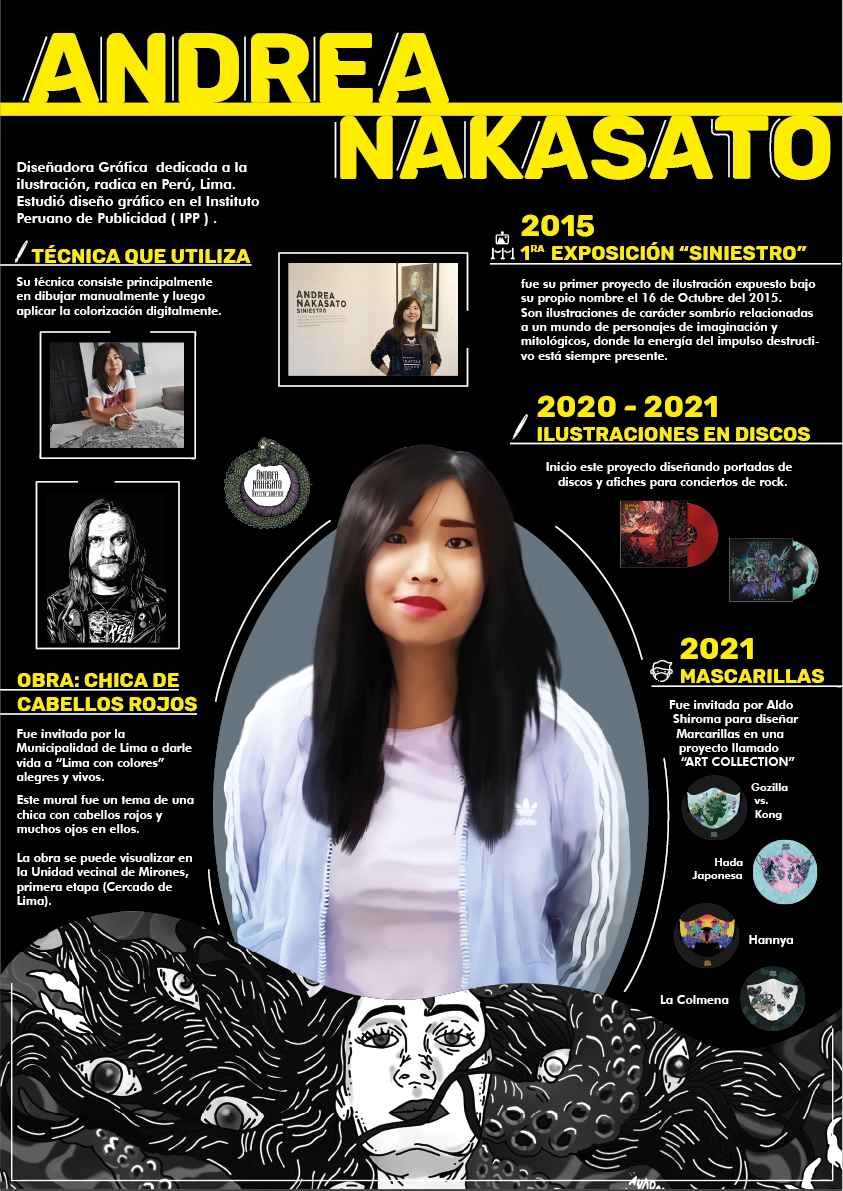 ANDREA
NAKASATO
Diseñadora Gráfica dedicada a la
ilustración, radica en Perú, Lima.
Estudió diseño gráfico en el Instituto
Peruano de Publicidad ( IPP ) .
TÉCNICA QUE UTILIZA
Su técnica consiste principalmente
en dibujar manualmente y luego
aplicar la colorización digitalmente.
ANDREA
NAKASATO
SINIESTRO
2015
1RA EXPOSICIÓN “SINIESTRO”
fue su primer proyecto de ilustración expuesto bajo
su propio nombre el 16 de Octubre del 2015.
Son ilustraciones de carácter sombrío relacionadas
a un mundo de personajes de imaginación y
mitológicos, donde la energía del impulso destructi-
vo está siempre presente.
2020 - 2021
ILUSTRACIONES EN DISCOS
Inicio este proyecto diseñando portadas de
discos y afiches para conciertos de rock.
ANDREA
NAKASATO
ARTISTA GRÁFICO
adidas
OBRA: CHICA DE
CABELLOS ROJOS
Fue invitada por la
Municipalidad de Lima a darle
vida a “Lima con colores”
alegres y vivos.
Este mural fue un tema de una
chica con cabellos rojos y
muchos ojos en ellos.
La obra se puede visualizar en
la Unidad vecinal de Mirones,
primera etapa (Cercado de
Lima).
2021
MASCARILLAS
Fue invitada por Aldo
Shiroma para diseñar
Marcarillas en una
proyecto llamado
“ART COLLECTION”
Gozilla
vs.
Kong
Hada
Japonesa
Hannya
La Colmena